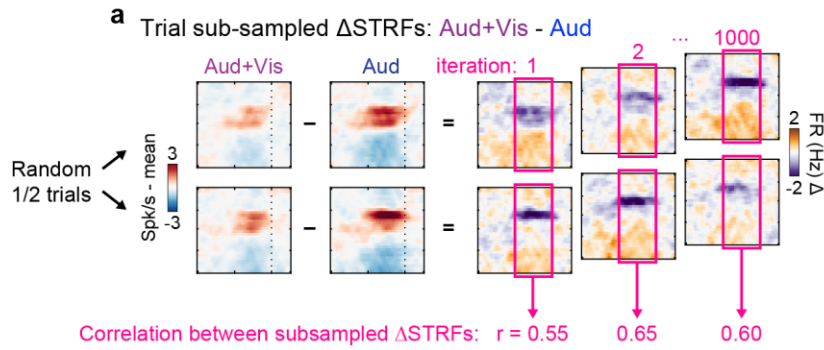 a Trial sub-sampled ΔSTRFs: Aud+Vis - Aud
Aud+Vis Aud iteration: 1 2 ... 1000
Random
1/2 trials
Spk/s - mean
3
-3
− =
− =
2
-2
FR (Hz) Δ
Correlation between subsampled ΔSTRFs: r = 0.55 0.65 0.60